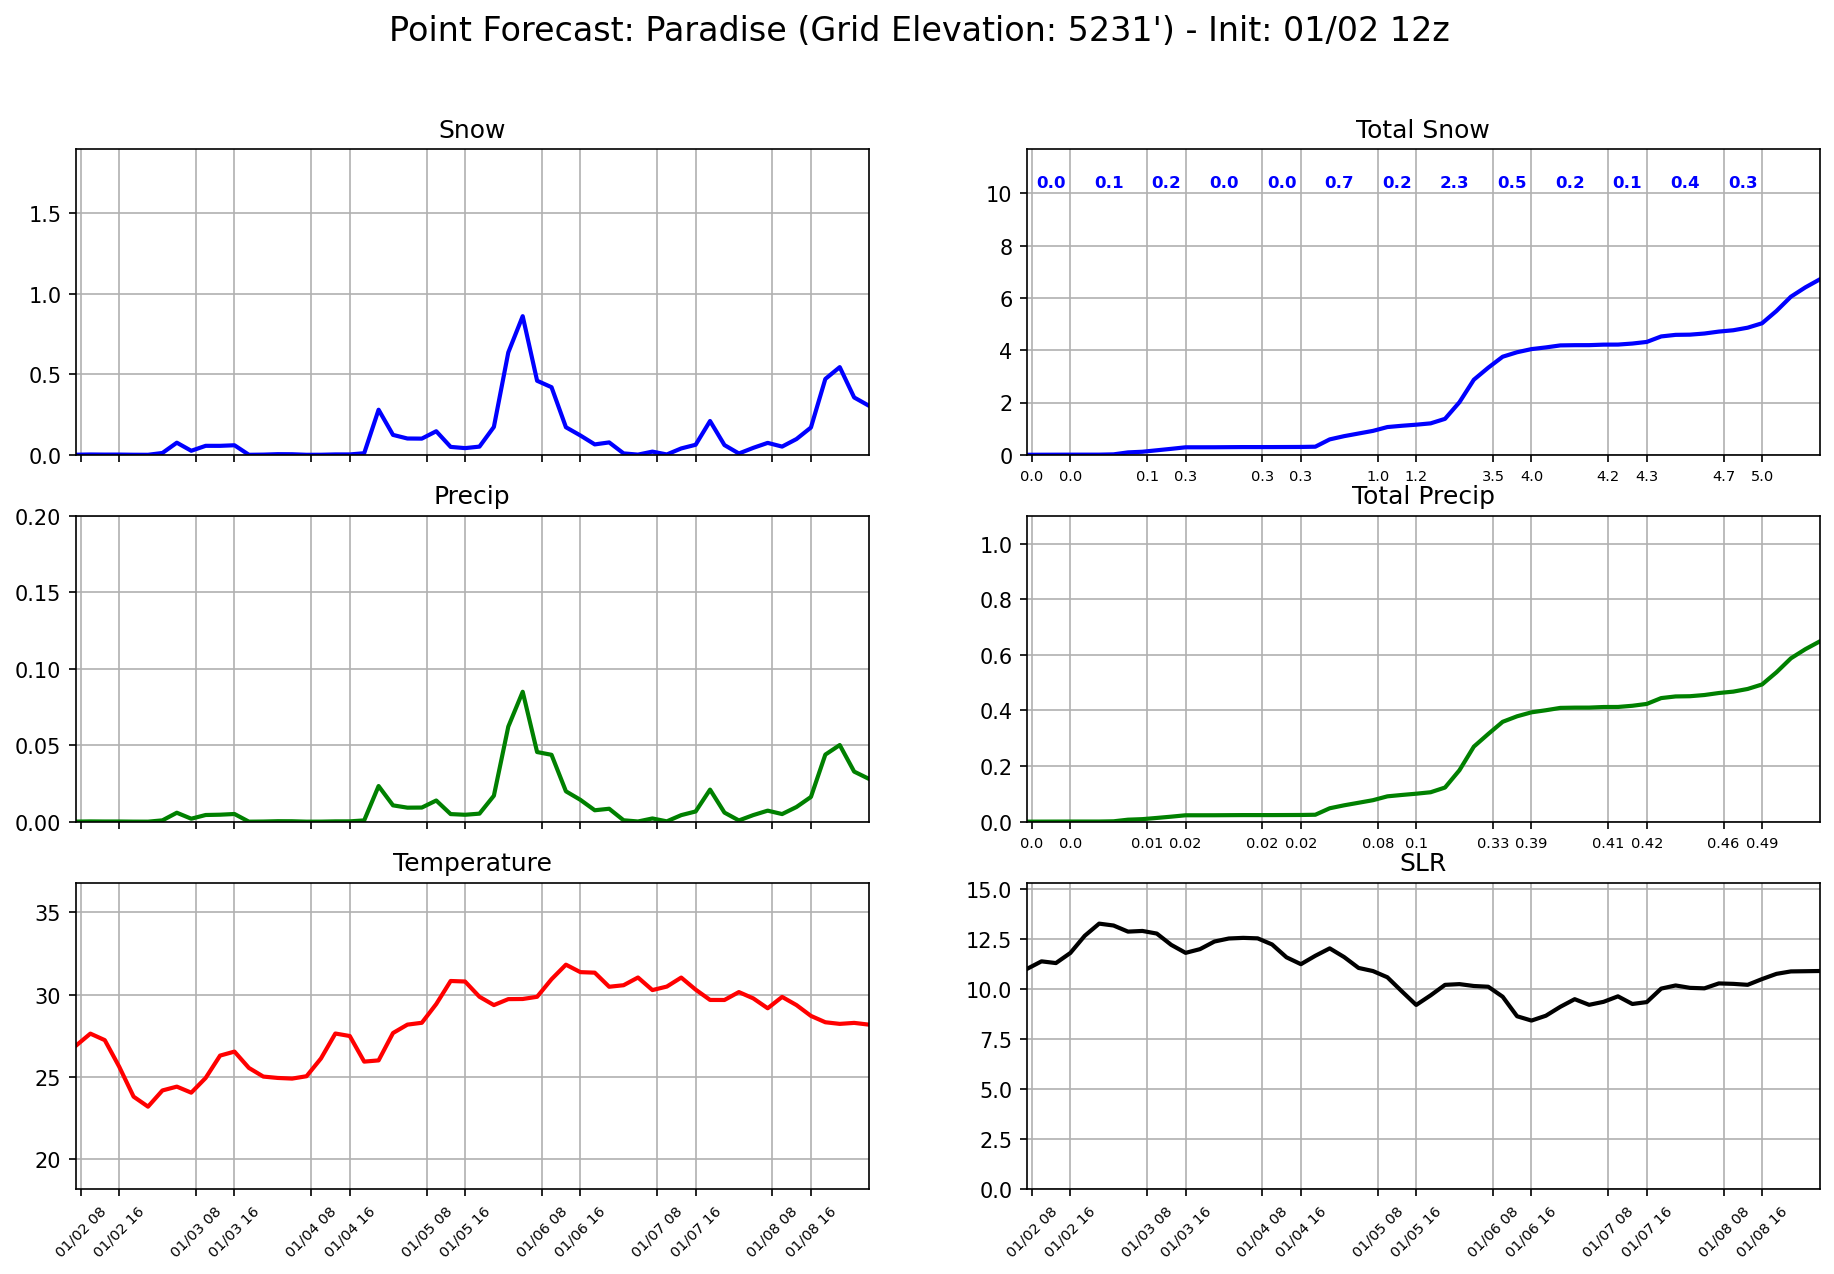 Point Forecast: Paradise (Grid Elevation: 5231') - Init: 01/02 12z
Snow
1.5
1.0
0.5
0.0
Total Snow
0.0 0.1 0.2 0.0 0.0 0.7 0.2 2.3 0.5 0.2 0.1 0.4 0.3
10
8
6
4
2
0
0.0 0.0 0.1 0.3 0.3 0.3 1.0 1.2 3.5 4.0 4.2 4.3 4.7 5.0
Precip
0.20
0.15
0.10
0.05
0.00
Total Precip
1.0
0.8
0.6
0.4
0.2
0.0
0.0 0.0 0.01 0.02 0.02 0.02 0.08 0.1 0.33 0.39 0.41 0.42 0.46 0.49
Temperature
35
30
25
20
01/02 08 01/02 16 01/03 08 01/03 16 01/04 08 01/04 16 01/05 08 01/05 16 01/06 08 01/06 16 01/07 08 01/07 16 01/08 08 01/08 16
SLR
15.0
12.5
10.0
7.5
5.0
2.5
0.0
01/02 08 01/02 16 01/03 08 01/03 16 01/04 08 01/04 16 01/05 08 01/05 16 01/06 08 01/06 16 01/07 08 01/07 16 01/08 08 01/08 16